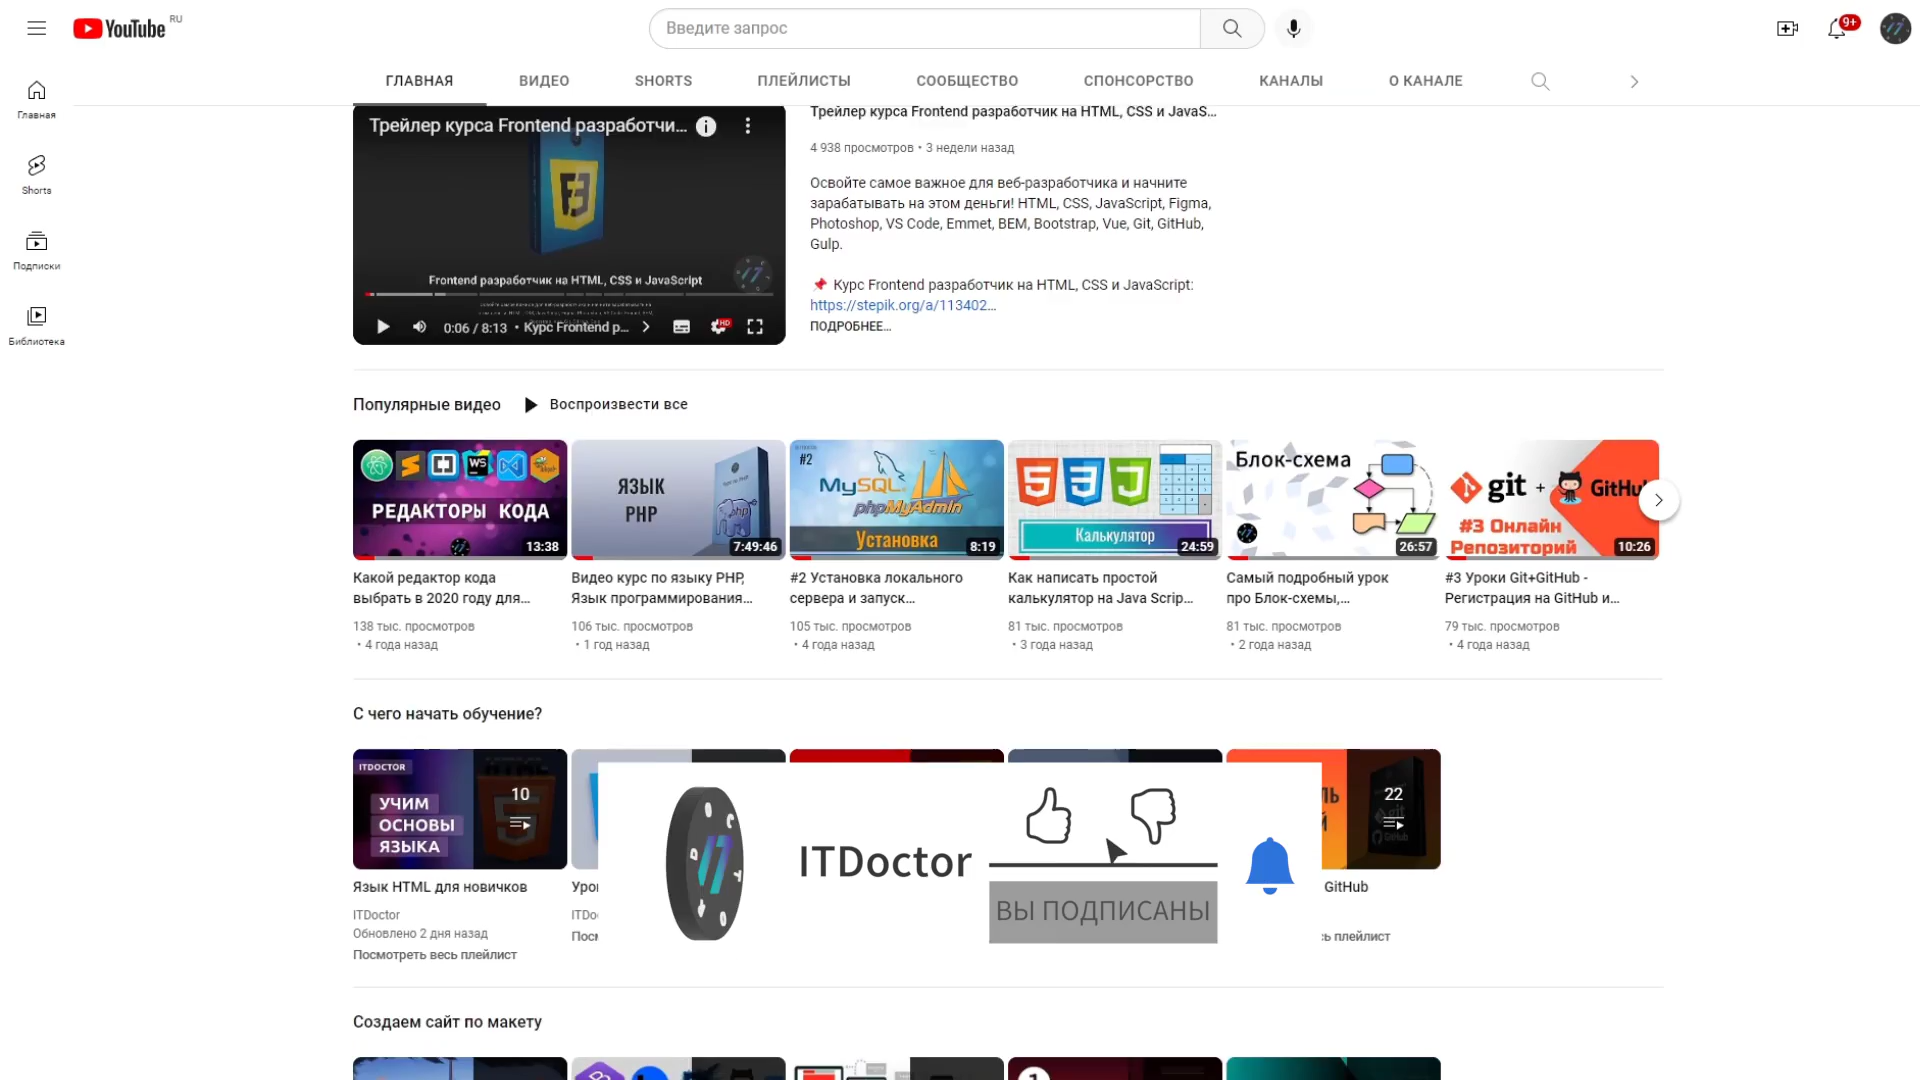 YouTube RU
Введите запрос
9+
ГЛАВНАЯ ВИДЕО SHORTS ПЛЕЙЛИСТЫ СООБЩЕСТВО СПОНСОРСТВО КАНАЛЫ О КАНАЛЕ
Главная
Shorts
Подписки
Библиотека
Трейлер курса Frontend разработчи...
Frontend разработчик на HTML, CSS и JavaScript
0:06 / 8:13 • Курс Frontend p...
HD
Трейлер курса Frontend разработчик на HTML, CSS и JavaS...
4 938 просмотров • 3 недели назад
Освойте самое важное для веб-разработчика и начните
зарабатывать на этом деньги! HTML, CSS, JavaScript, Figma,
Photoshop, VS Code, Emmet, BEM, Bootstrap, Vue, Git, GitHub,
Gulp.
📌 Курс Frontend разработчик на HTML, CSS и JavaScript:
https://stepik.org/a/113402...
ПОДРОБНЕЕ...
Популярные видео Воспроизвести все
WS
РЕДАКТОРЫ КОДА
13:38
Какой редактор кода
выбрать в 2020 году для...
138 тыс. просмотров
• 4 года назад
ЯЗЫК
PHP
php
7:49:46
Видео курс по языку PHP,
Язык программирования...
106 тыс. просмотров
• 1 год назад
#2
MySQL
phpMyAdmin
Установка
8:19
#2 Установка локального
сервера и запуск...
105 тыс. просмотров
• 4 года назад
Калькулятор
24:59
Как написать простой
калькулятор на Java Scrip...
81 тыс. просмотров
• 3 года назад
Блок-схема
26:57
Самый подробный урок
про Блок-схемы,...
81 тыс. просмотров
• 2 года назад
git + GitHu
#3 Онлайн
Репозиторий
10:26
#3 Уроки Git+GitHub -
Регистрация на GitHub и...
79 тыс. просмотров
• 4 года назад
С чего начать обучение?
ITDOCTOR
УЧИМ
ОСНОВЫ
ЯЗЫКА
HTML
10
Язык HTML для новичков
ITDoctor
Обновлено 2 дня назад
Посмотреть весь плейлист
ITDoctor
ВЫ ПОДПИСАНЫ
22
git
GitHub
GitHub
ь плейлист
Создаем сайт по макету